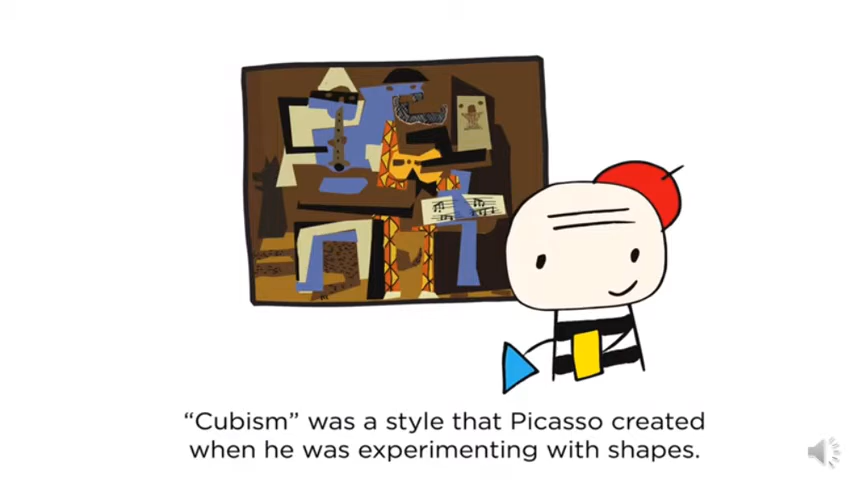 “Cubism” was a style that Picasso created
when he was experimenting with shapes.